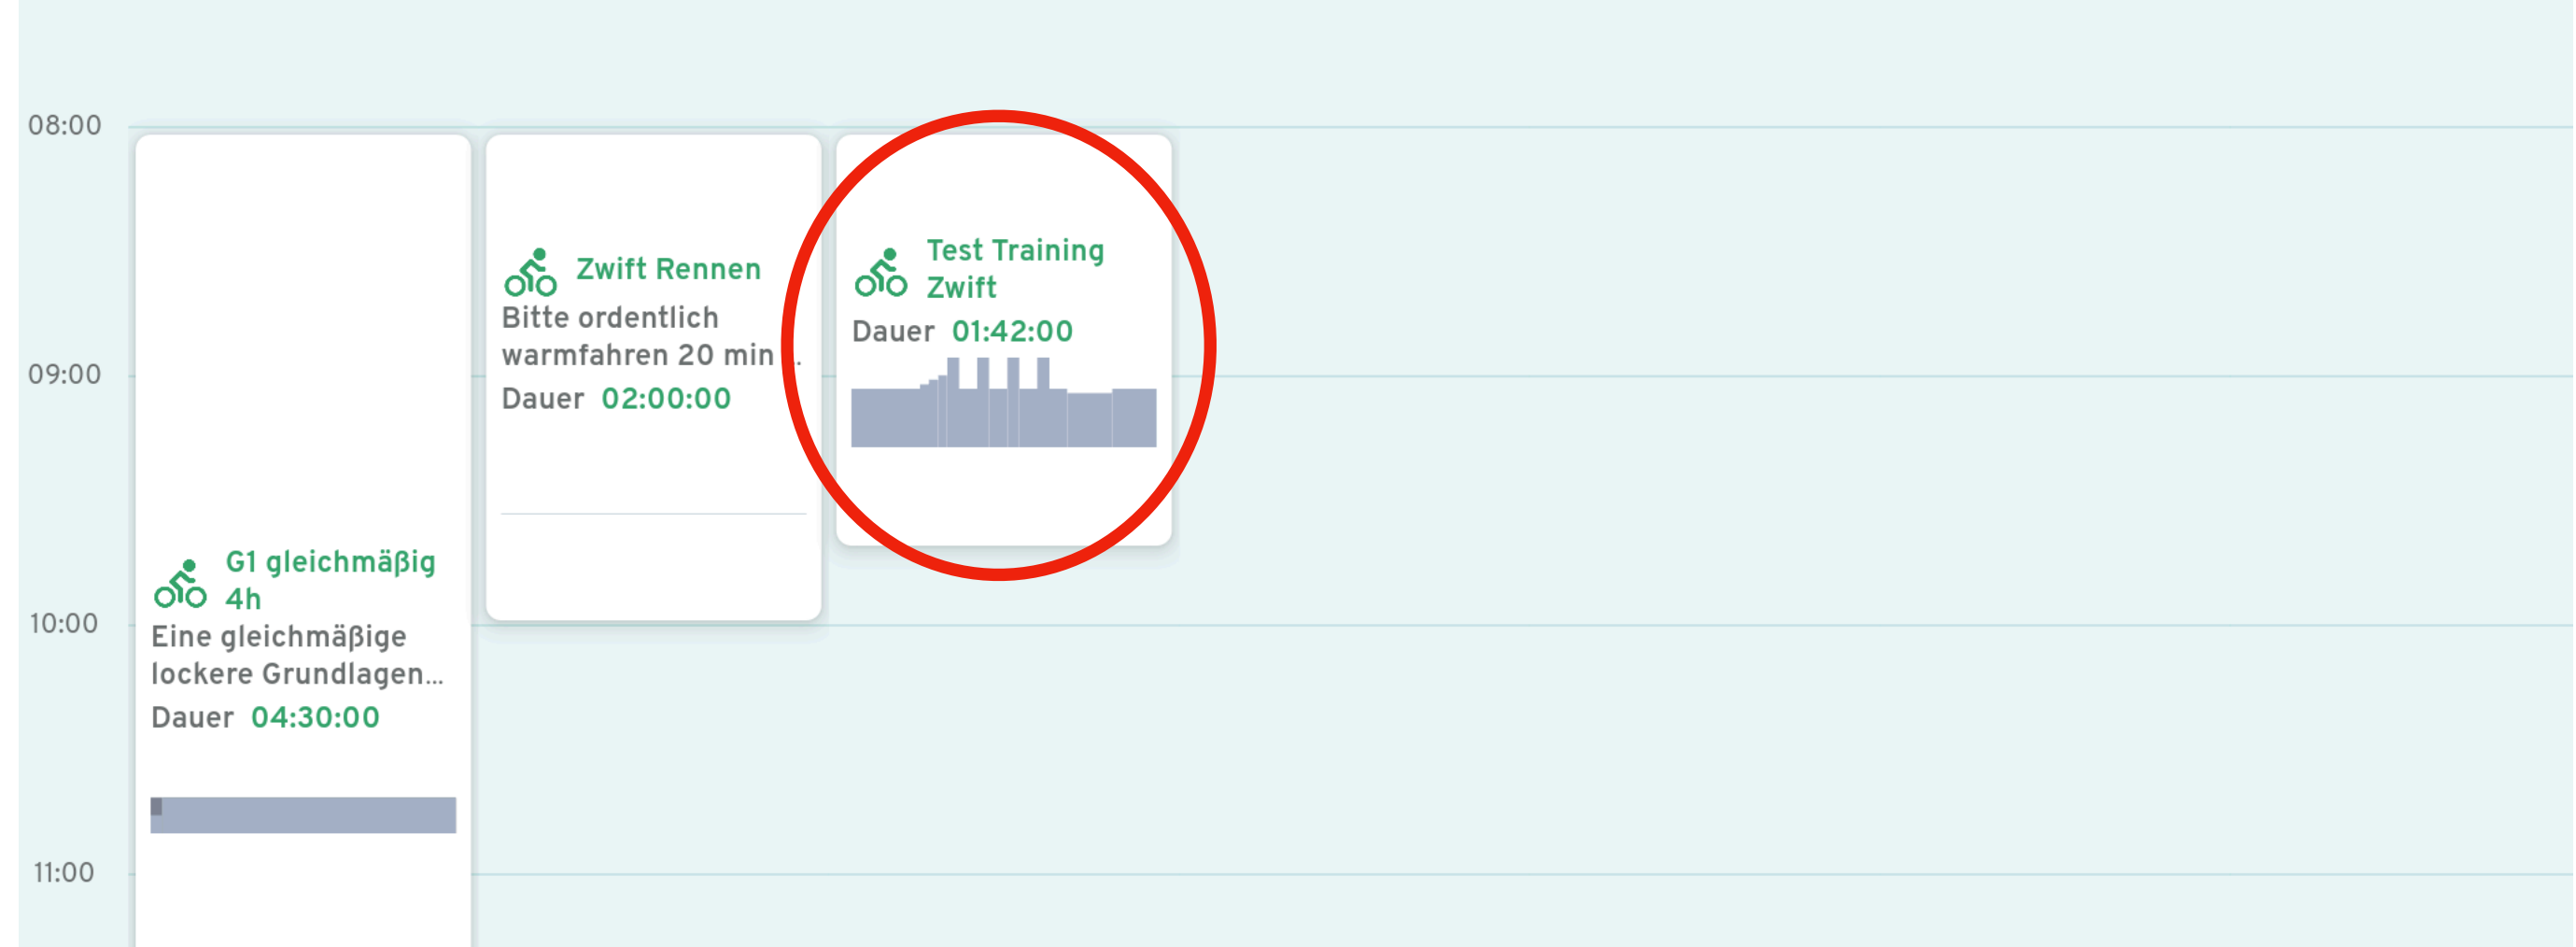 08:00
09:00
10:00
11:00
G1 gleichmäßig
4h
Eine gleichmäßige
lockere Grundlagen...
Dauer 04:30:00
Zwift Rennen
Bitte ordentlich
warmfahren 20 min ...
Dauer 02:00:00
Test Training
Zwift
Dauer 01:42:00